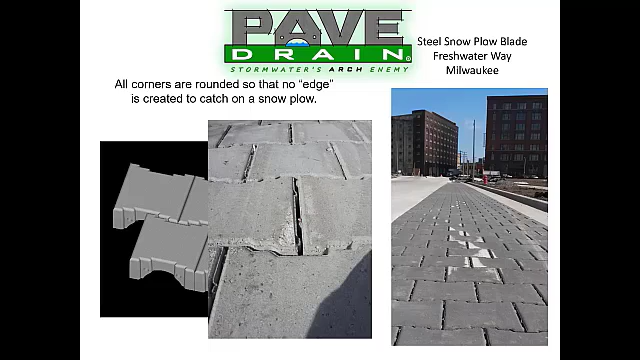 PAVE
DRAIN®
STORMWATER'S ARCH ENEMY
Steel Snow Plow Blade
Freshwater Way
Milwaukee
All corners are rounded so that no “edge”
is created to catch on a snow plow.